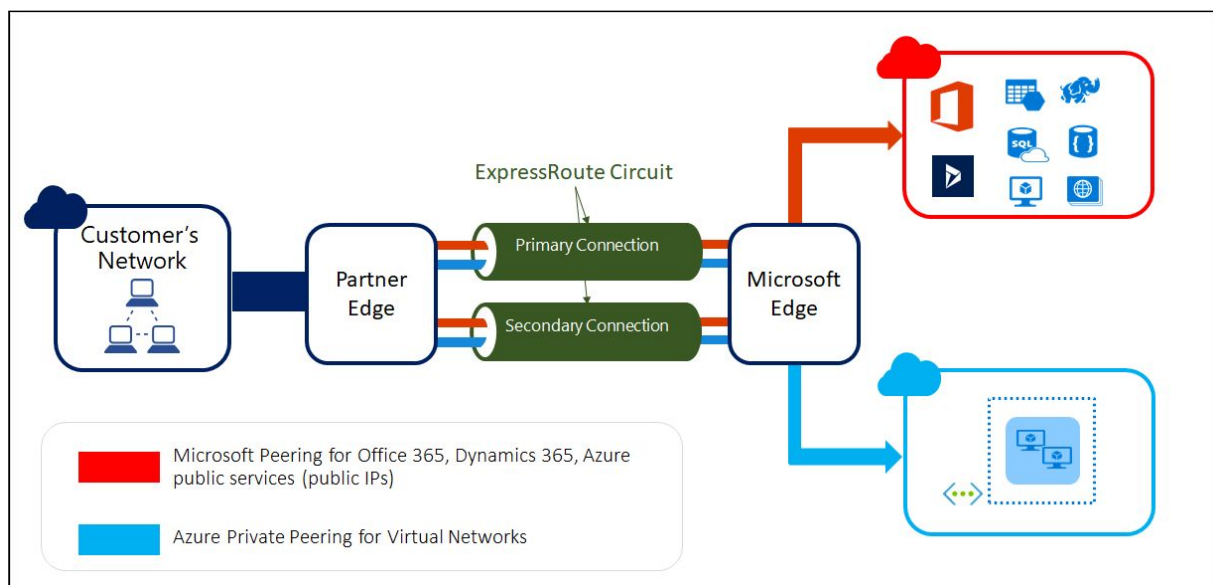 ExpressRoute Circuit
Customer's
Network
Partner
Edge
Primary Connection
Secondary Connection
Microsoft
Edge
SQL
Microsoft Peering for Office 365, Dynamics 365, Azure
public services (public IPs)
Azure Private Peering for Virtual Networks